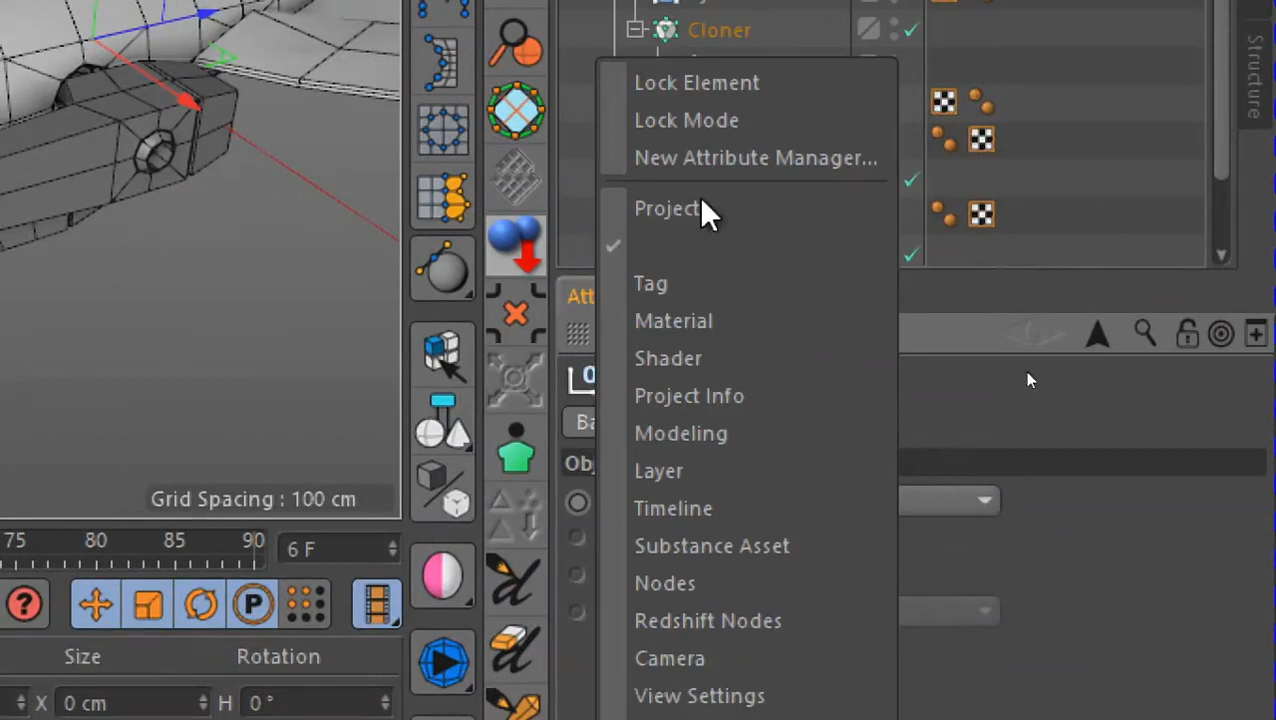 Cloner
Structure
Lock Element
Lock Mode
New Attribute Manager...
Project
Tag
Material
Shader
Project Info
Modeling
Layer
Timeline
Substance Asset
Nodes
Redshift Nodes
Camera
View Settings
Grid Spacing : 100 cm
75 80 85 90
6 F
P
Size Rotation
X 0 cm H 0 °